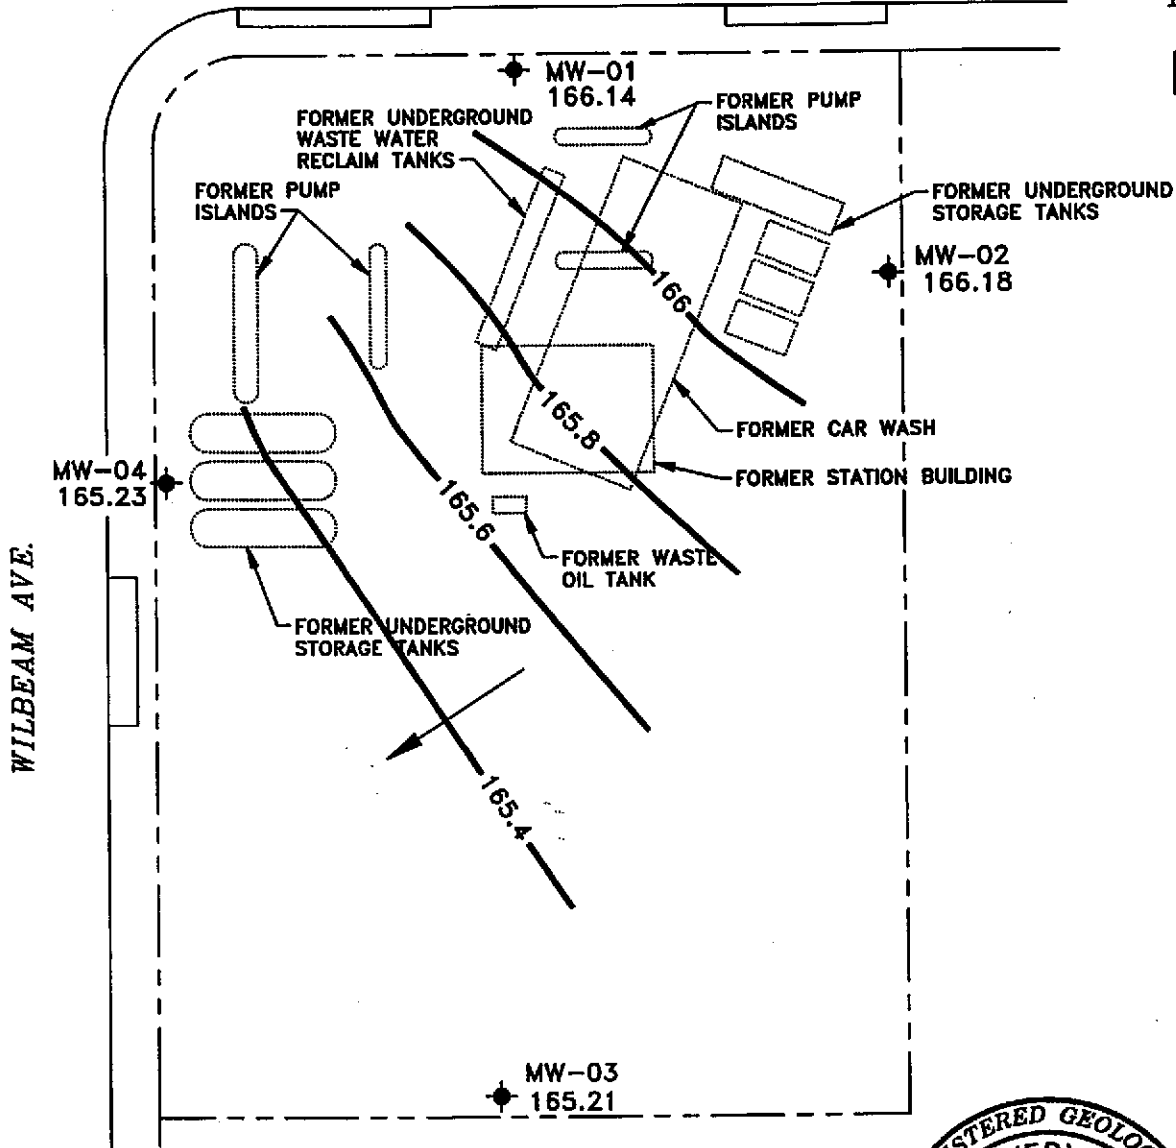 MW-01
166.14
FORMER PUMP
ISLANDS
FORMER UNDERGROUND
WASTE WATER
RECLAIM TANKS
FORMER PUMP
ISLANDS
FORMER UNDERGROUND
STORAGE TANKS
MW-02
166.18
166
165.8
FORMER CAR WASH
FORMER STATION BUILDING
MW-04
165.23
165.6
FORMER WASTE
OIL TANK
FORMER UNDERGROUND
STORAGE TANKS
WILBEAM AVE.
165.4
MW-03
165.21